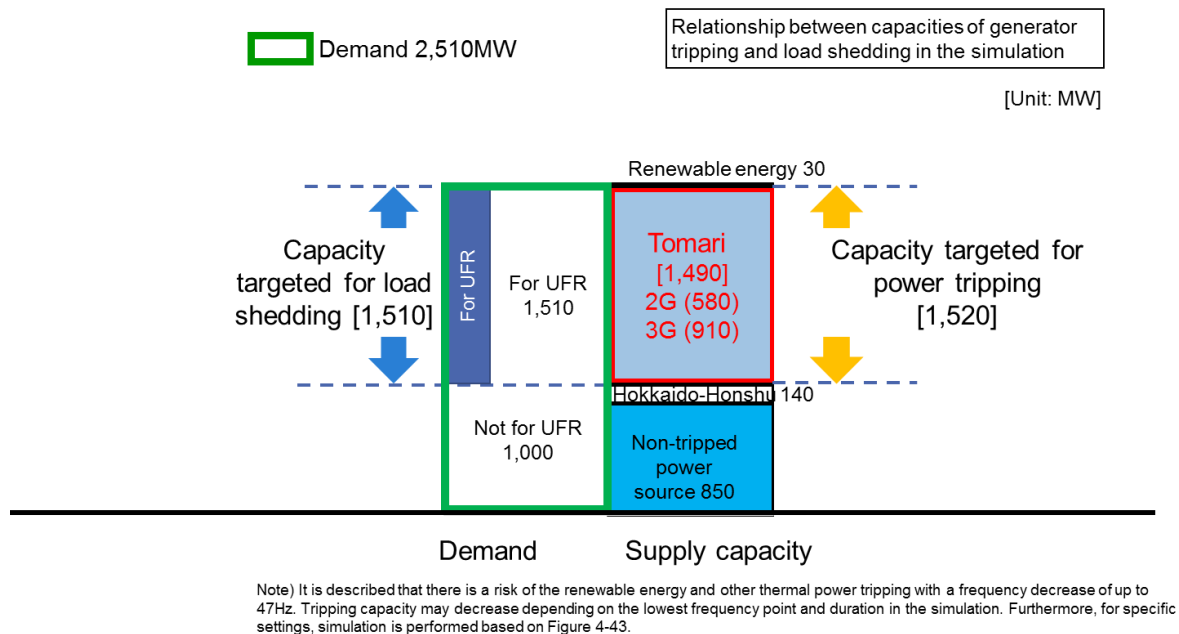 Demand 2,510MW
Relationship between capacities of generator
tripping and load shedding in the simulation
[Unit: MW]
Renewable energy 30
Capacity
targeted for load
shedding [1,510]
For UFR
For UFR
1,510
Tomari
[1,490]
2G (580)
3G (910)
Capacity targeted for
power tripping
[1,520]
Hokkaido-Honshu 140
Not for UFR
1,000
Non-tripped
power
source 850
Demand
Supply capacity
Note) It is described that there is a risk of the renewable energy and other thermal power tripping with a frequency decrease of up to
47Hz. Tripping capacity may decrease depending on the lowest frequency point and duration in the simulation. Furthermore, for specific
settings, simulation is performed based on Figure 4-43.